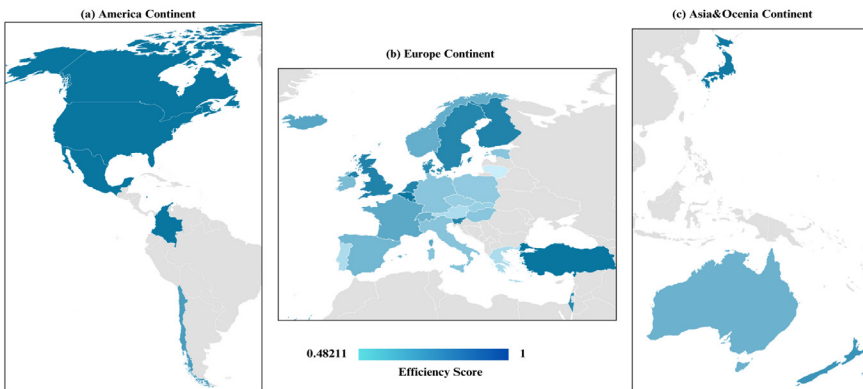 (a) America Continent
(b) Europe Continent
(c) Asia&Ocenia Continent
0.48211 1
Efficiency Score